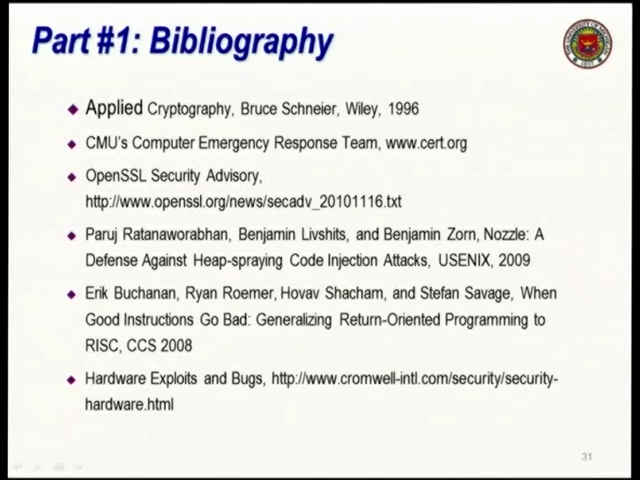 Part #1: Bibliography
Applied Cryptography, Bruce Schneier, Wiley, 1996
CMU's Computer Emergency Response Team, www.cert.org
OpenSSL Security Advisory,
http://www.openssl.org/news/secadv_20101116.txt
Paruj Ratanaworabhan, Benjamin Livshits, and Benjamin Zorn, Nozzle: A
Defense Against Heap-spraying Code Injection Attacks, USENIX, 2009
Erik Buchanan, Ryan Roemer, Hovav Shacham, and Stefan Savage, When
Good Instructions Go Bad: Generalizing Return-Oriented Programming to
RISC, CCS 2008
Hardware Exploits and Bugs, http://www.cromwell-intl.com/security/security-
hardware.html
31